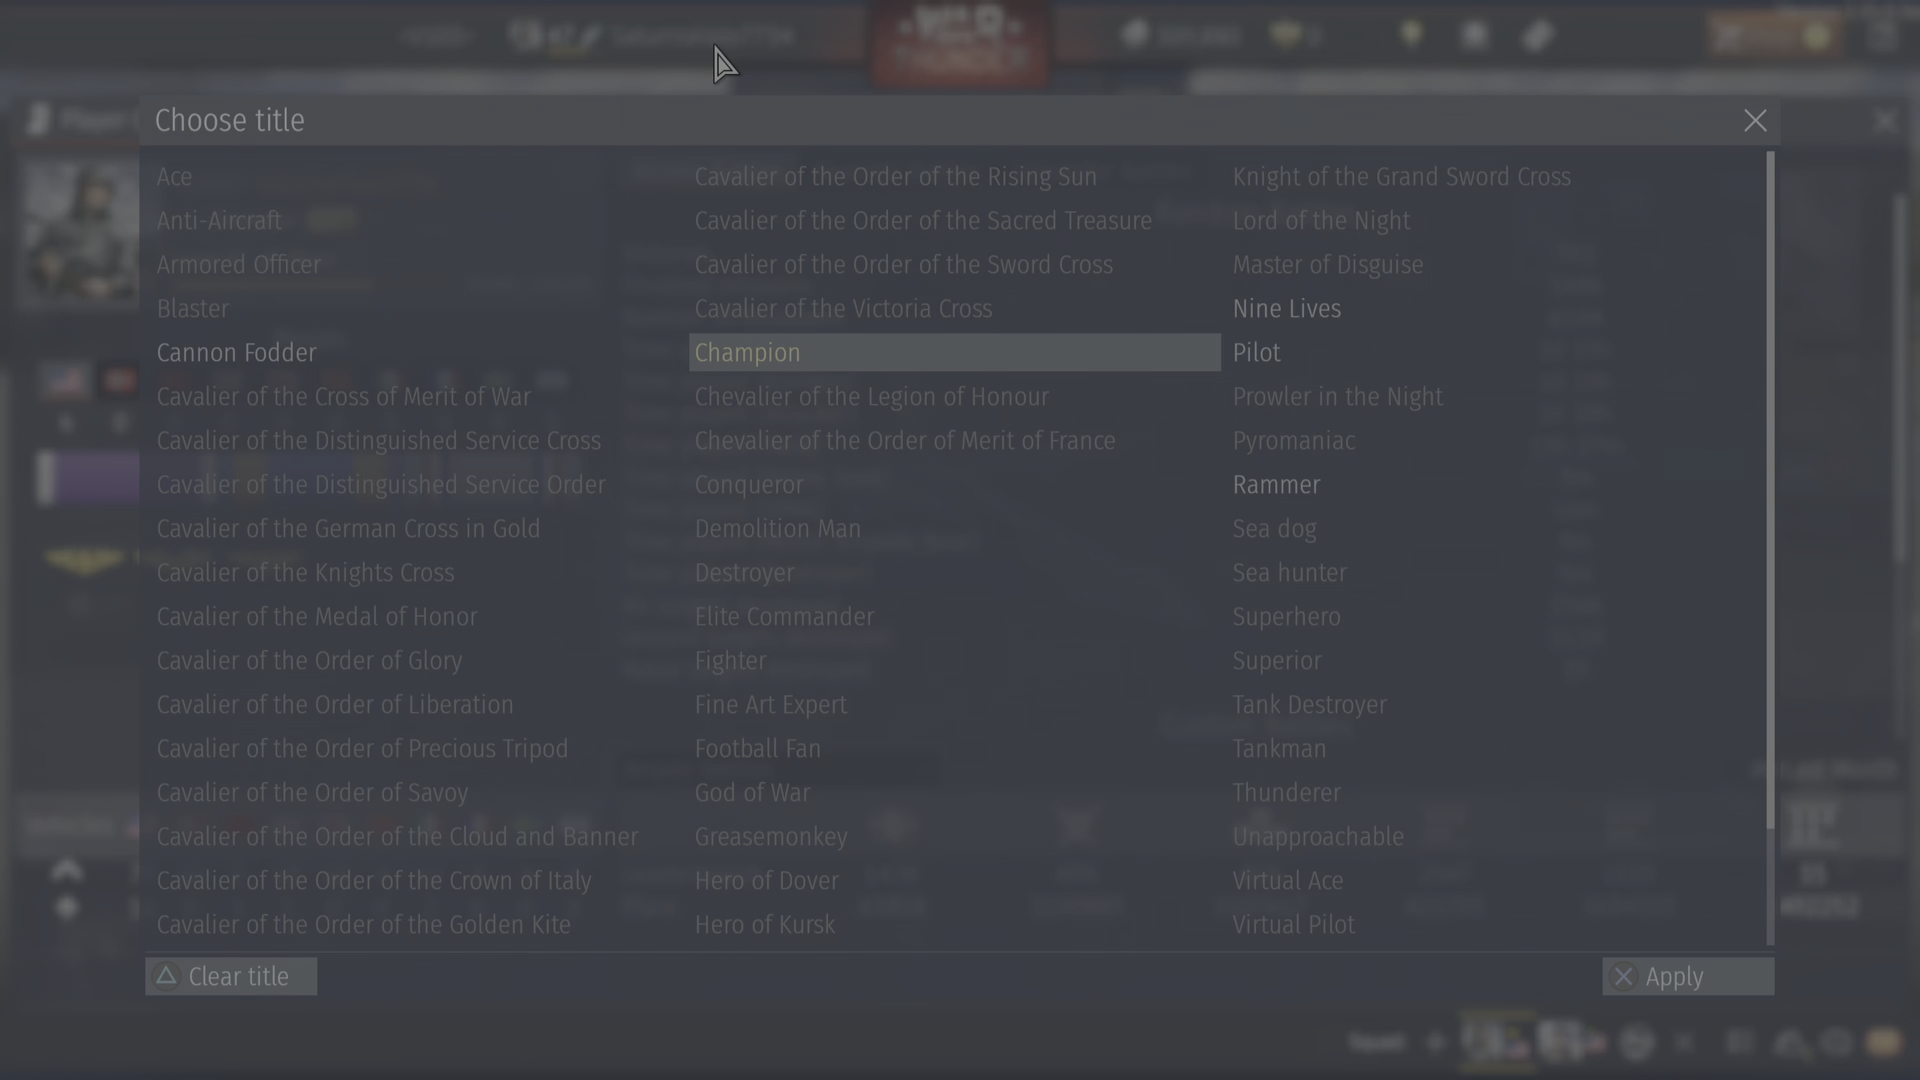 WAR
THUNDER
Choose title
Ace
Anti-Aircraft
Armored Officer
Blaster
Cannon Fodder
Cavalier of the Cross of Merit of War
Cavalier of the Distinguished Service Cross
Cavalier of the Distinguished Service Order
Cavalier of the German Cross in Gold
Cavalier of the Knights Cross
Cavalier of the Medal of Honor
Cavalier of the Order of Glory
Cavalier of the Order of Liberation
Cavalier of the Order of Precious Tripod
Cavalier of the Order of Savoy
Cavalier of the Order of the Cloud and Banner
Cavalier of the Order of the Crown of Italy
Cavalier of the Order of the Golden Kite
Cavalier of the Order of the Rising Sun
Cavalier of the Order of the Sacred Treasure
Cavalier of the Order of the Sword Cross
Cavalier of the Victoria Cross
Champion
Chevalier of the Legion of Honour
Chevalier of the Order of Merit of France
Conqueror
Demolition Man
Destroyer
Elite Commander
Fighter
Fine Art Expert
Football Fan
God of War
Greasemonkey
Hero of Dover
Hero of Kursk
Knight of the Grand Sword Cross
Lord of the Night
Master of Disguise
Nine Lives
Pilot
Prowler in the Night
Pyromaniac
Rammer
Sea dog
Sea hunter
Superhero
Superior
Tank Destroyer
Tankman
Thunderer
Unapproachable
Virtual Ace
Virtual Pilot
Clear title
Apply
Squad